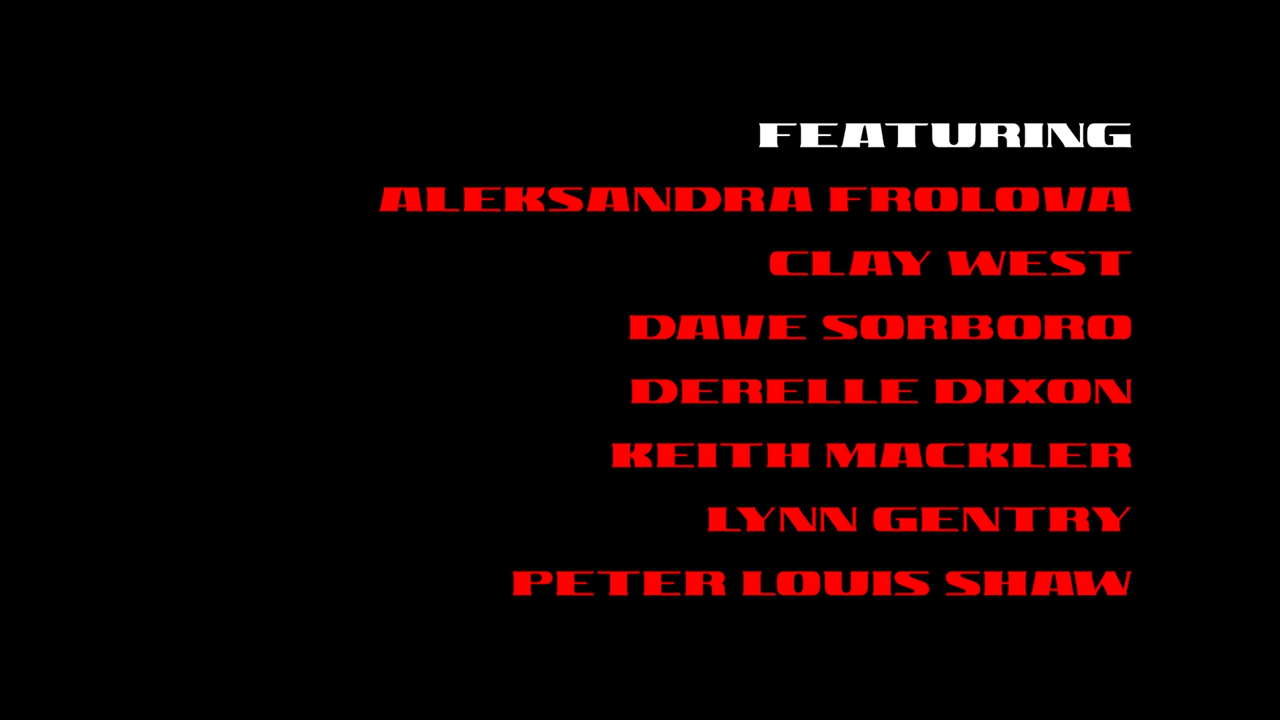 FEATURING
ALEKSANDRA FROLOVA
CLAY WEST
DAVE SORBORO
DERELLE DIXON
KEITH MACKLER
LYNN GENTRY
PETER LOUIS SHAW